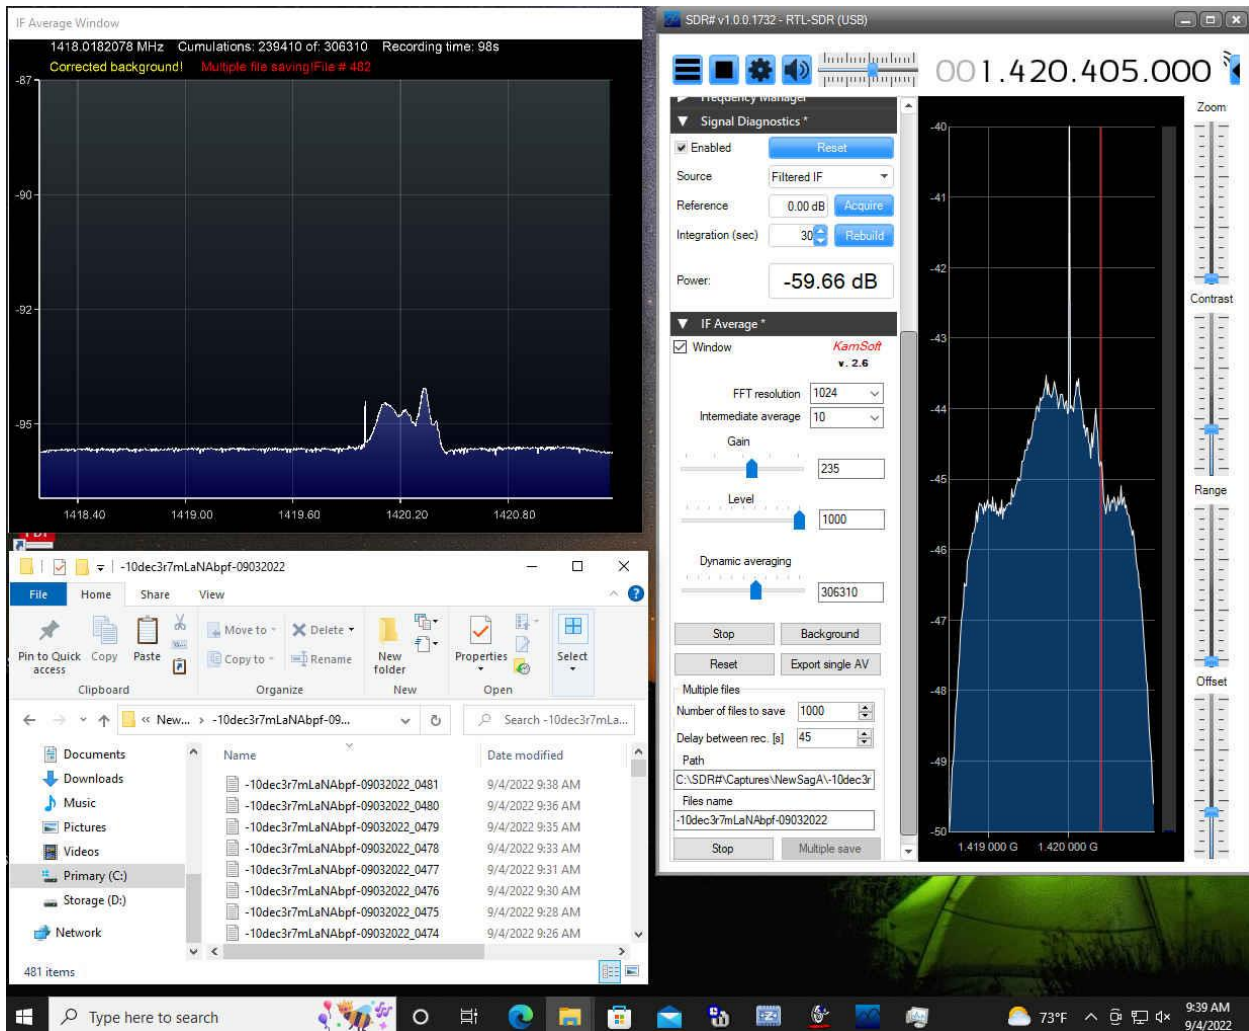 IF Average Window
1418.0182078 MHz Cumulations: 239410 of: 306310 Recording time: 98s
Corrected background! Multiple file saving!File # 482
-87
-90
-92
-95
1418.40 1419.00 1419.60 1420.20 1420.80
PDF
-10dec3r7mLaNAbpf-09032022
File Home Share View
Pin to Quick access
Copy
Paste
Move to
Copy to
Delete
Rename
New folder
Properties
Select
Clipboard Organize New Open
« New... > -10dec3r7mLaNAbpf-09...
Search -10dec3r7mLa...
Documents
Downloads
Music
Pictures
Videos
Primary (C:)
Storage (D:)
Network
Name Date modified
-10dec3r7mLaNAbpf-09032022_0481 9/4/2022 9:38 AM
-10dec3r7mLaNAbpf-09032022_0480 9/4/2022 9:36 AM
-10dec3r7mLaNAbpf-09032022_0479 9/4/2022 9:35 AM
-10dec3r7mLaNAbpf-09032022_0478 9/4/2022 9:33 AM
-10dec3r7mLaNAbpf-09032022_0477 9/4/2022 9:31 AM
-10dec3r7mLaNAbpf-09032022_0476 9/4/2022 9:30 AM
-10dec3r7mLaNAbpf-09032022_0475 9/4/2022 9:28 AM
-10dec3r7mLaNAbpf-09032022_0474 9/4/2022 9:26 AM
481 items
SDR# v1.0.0.1732 - RTL-SDR (USB)
001.420.405.000
Frequency Manager
Signal Diagnostics *
Enabled Reset
Source Filtered IF
Reference 0.00 dB Acquire
Integration (sec) 30 Rebuild
Power: -59.66 dB
IF Average *
Window KamSoft
v. 2.6
FFT resolution 1024
Intermediate average 10
Gain
235
Level
1000
Dynamic averaging
306310
Stop Background
Reset Export single AV
Multiple files
Number of files to save 1000
Delay between rec. [s] 45
Path
C:\SDR#\Captures\NewSagA\-10dec3r
Files name
-10dec3r7mLaNAbpf-09032022
Stop Multiple save
-40
-41
-42
-43
-44
-45
-46
-47
-48
-49
-50
1.419 000 G 1.420 000 G
Zoom
Contrast
Range
Offset
Type here to search
73°F
9:39 AM
9/4/2022